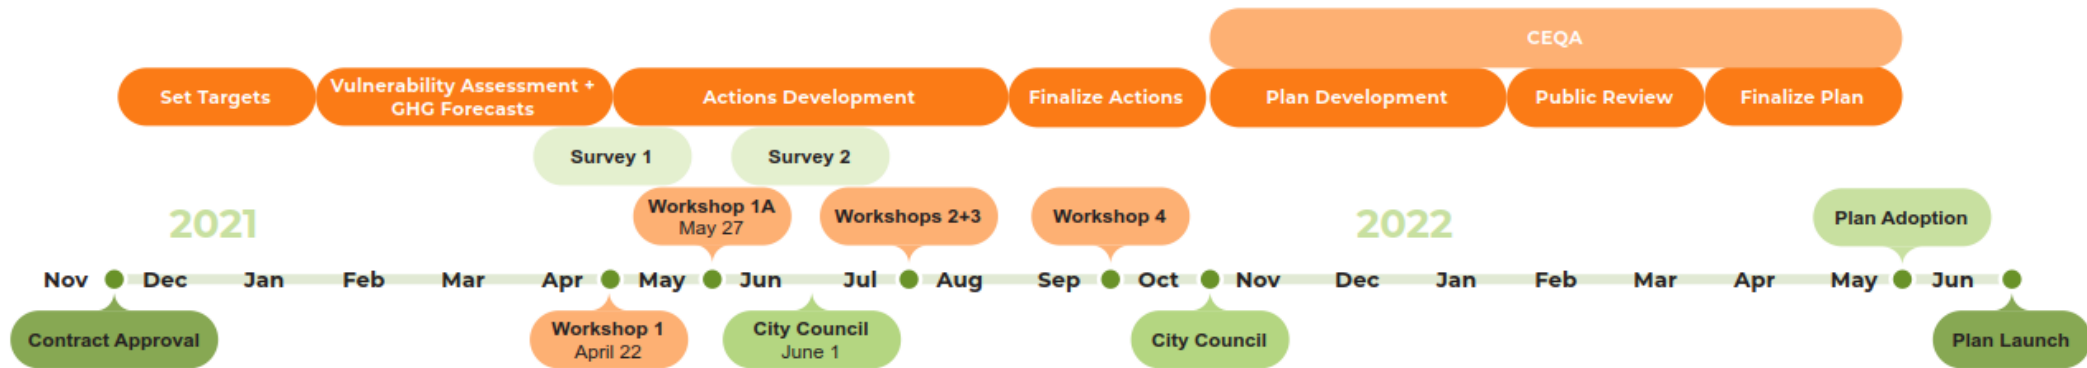 CEQA
Set Targets
Vulnerability Assessment +
GHG Forecasts
Actions Development
Finalize Actions
Plan Development
Public Review
Finalize Plan
Survey 1
Survey 2
Workshop 1A
May 27
Workshops 2+3
Workshop 4
Plan Adoption
2021
2022
Nov Dec Jan Feb Mar Apr May Jun Jul Aug Sep Oct Nov Dec Jan Feb Mar Apr May Jun
Contract Approval
Workshop 1
April 22
City Council
June 1
City Council
Plan Launch